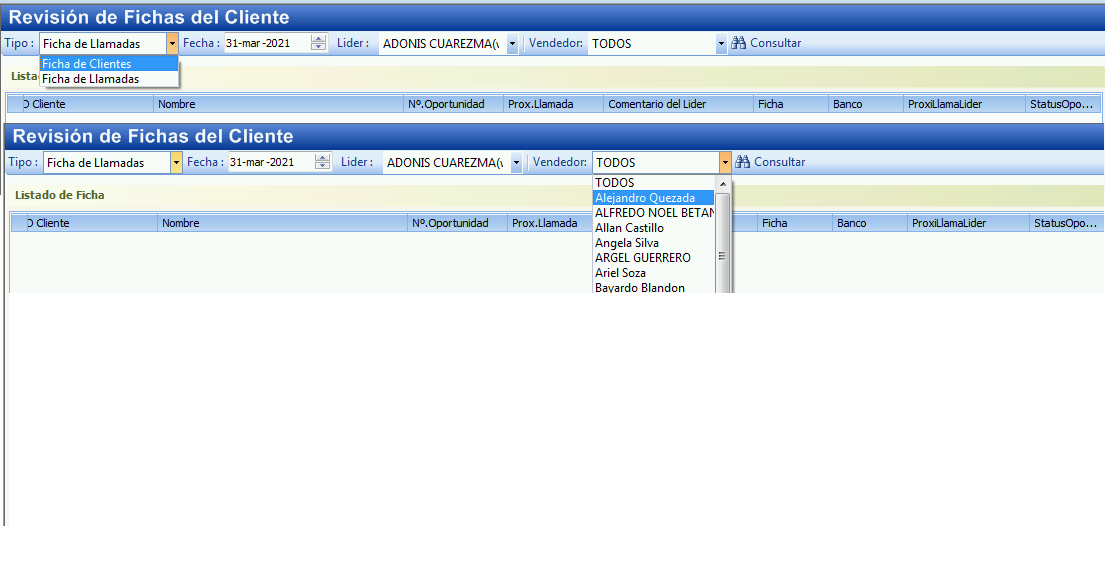 Revisión de Fichas del Cliente
Tipo : Ficha de Llamadas Fecha : 31-mar -2021 Lider : ADONIS CUAREZMA(\ Vendedor: TODOS Consultar
Ficha de Clientes
Lista
Ficha de Llamadas
Cliente Nombre Nº.Oportunidad Prox.Llamada Comentario del Lider Ficha Banco ProxiLlamaLider StatusOpo...
Revisión de Fichas del Cliente
Tipo : Ficha de Llamadas Fecha : 31-mar -2021 Lider : ADONIS CUAREZMA(\ Vendedor: TODOS Consultar
TODOS
Listado de Ficha
Alejandro Quezada
ALFREDO NOEL BETAN
Cliente Nombre Nº.Oportunidad Prox.Llamada Ficha Banco ProxiLlamaLider StatusOpo...
Allan Castillo
Angela Silva
ARGEL GUERRERO
Ariel Soza
Bayardo Blandon